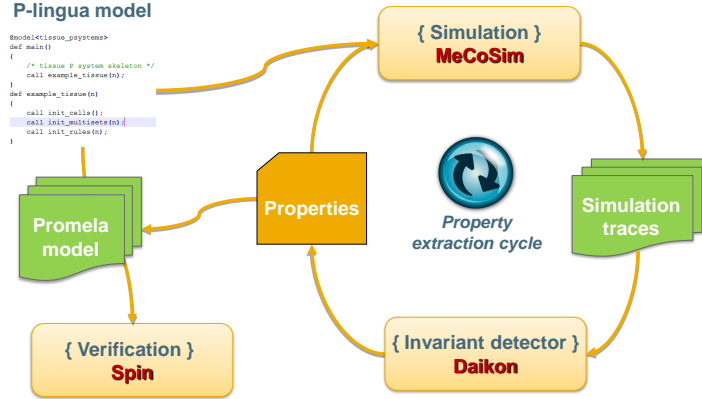 P-lingua model
@model<tissue_psystems>
def main()
{
/* tissue P system skeleton */
call example_tissue(n);
}
def example_tissue(n)
{
call init_cells();
call init_multisets(n);
call init_rules(n);
}
{ Simulation }
MeCoSim
Properties
Property
extraction cycle
Simulation
traces
Promela
model
{ Verification }
Spin
{ Invariant detector }
Daikon